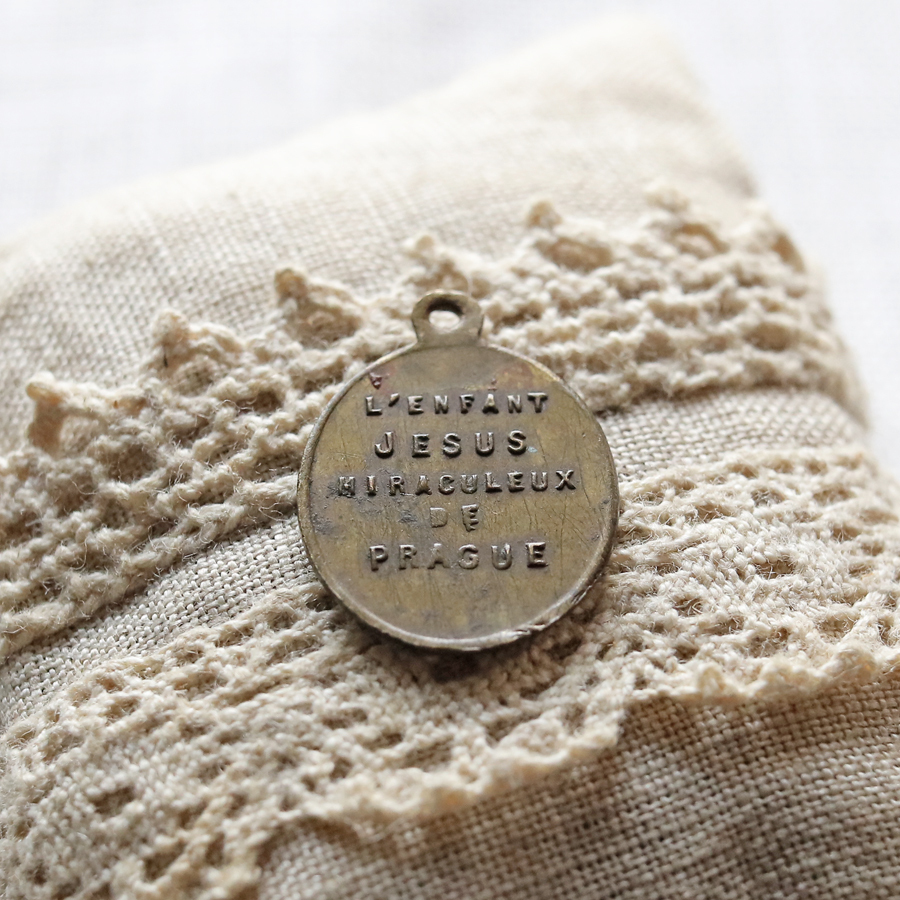 L'ENFANT
JESUS
MIRACULEUX
DE
PRAGUE